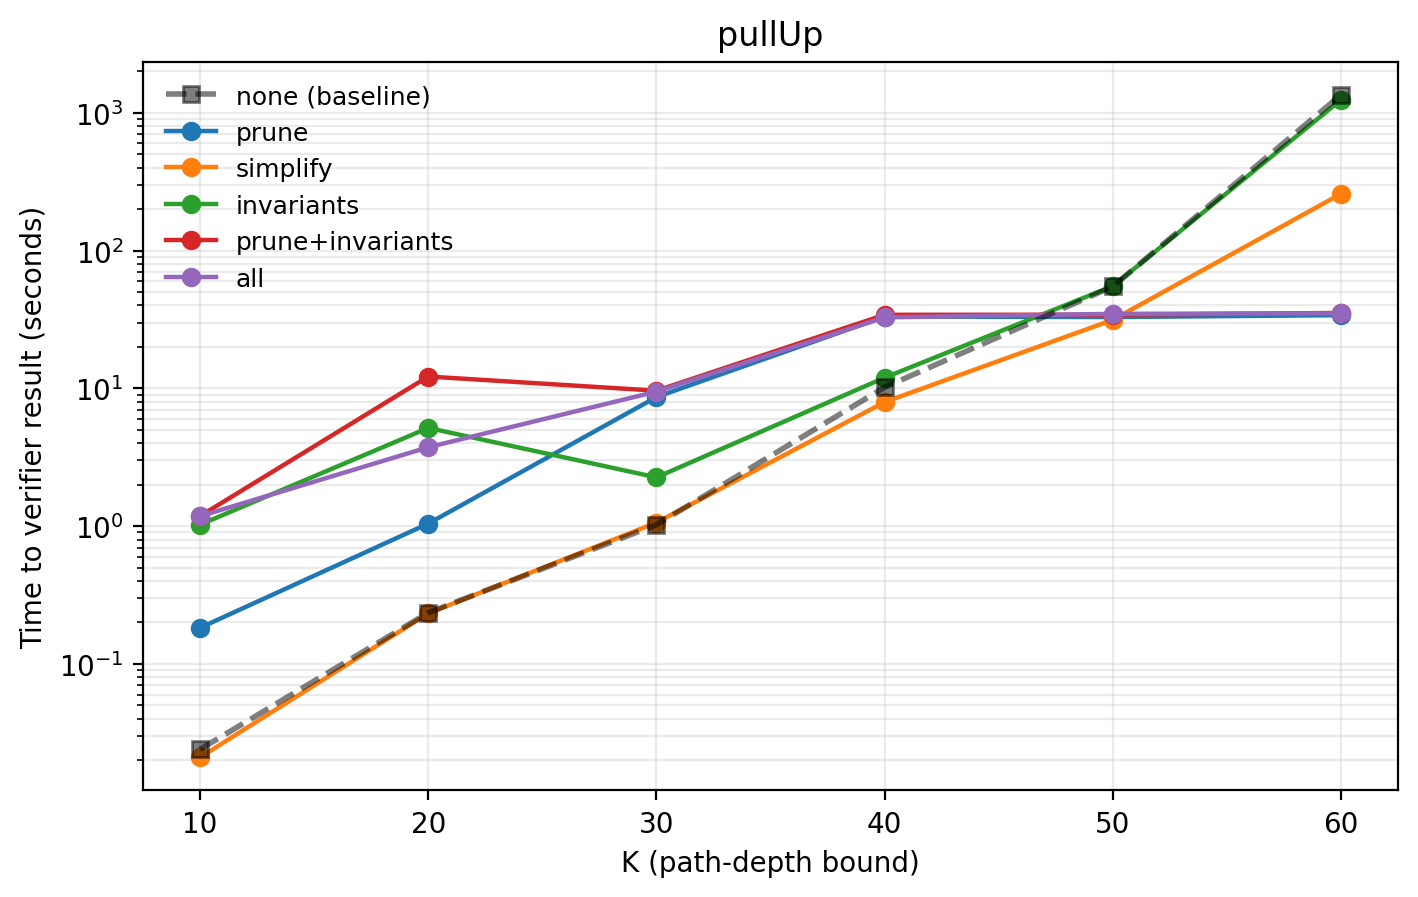 pullUp
none (baseline)
prune
simplify
invariants
prune+invariants
all
Time to verifier result (seconds)
10³
10²
10¹
10⁰
10⁻¹
10 20 30 40 50 60
K (path-depth bound)